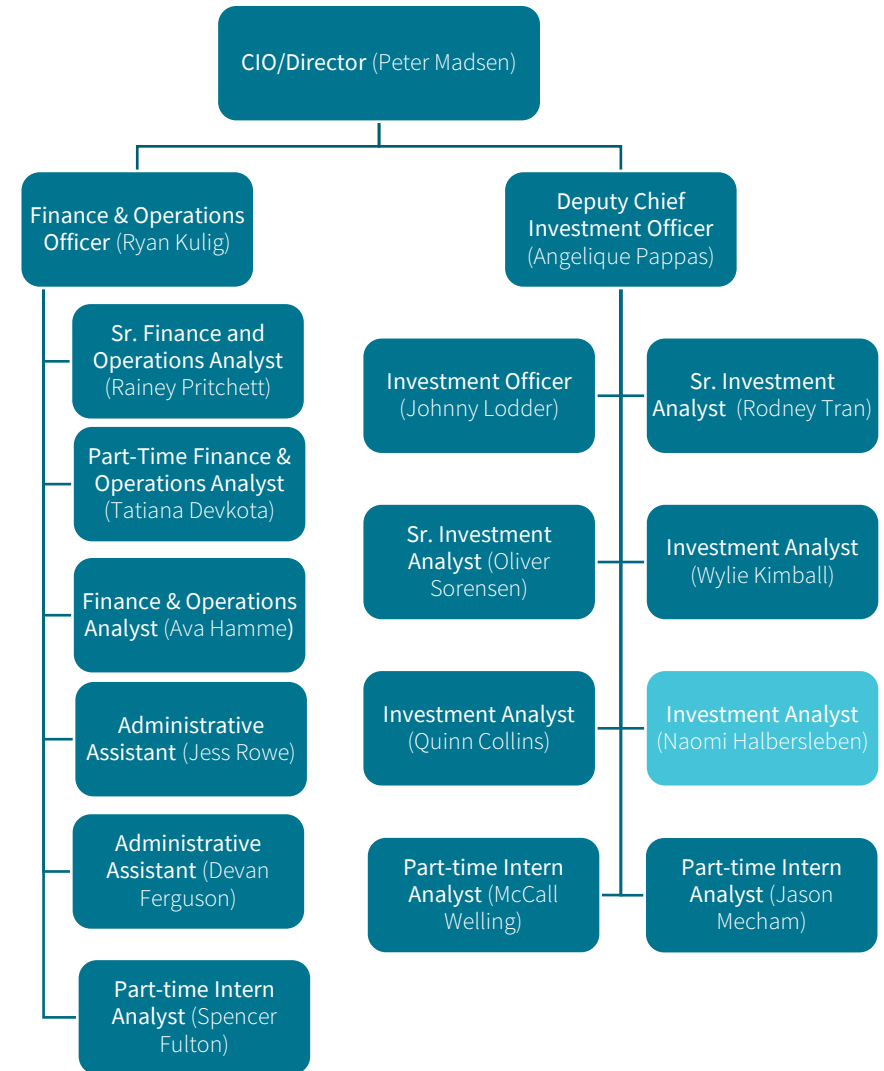 CIO/Director (Peter Madsen)
Finance & Operations
Officer (Ryan Kulig)
Deputy Chief
Investment Officer
(Angelique Pappas)
Sr. Finance and
Operations Analyst
(Rainey Pritchett)
Part-Time Finance &
Operations Analyst
(Tatiana Devkota)
Finance & Operations
Analyst (Ava Hamme)
Administrative
Assistant (Jess Rowe)
Administrative
Assistant (Devan
Ferguson)
Part-time Intern
Analyst (Spencer
Fulton)
Investment Officer
(Johnny Lodder)
Sr. Investment
Analyst (Rodney Tran)
Sr. Investment
Analyst (Oliver
Sorensen)
Investment Analyst
(Wylie Kimball)
Investment Analyst
(Quinn Collins)
Investment Analyst
(Naomi Halbersleben)
Part-time Intern
Analyst (McCall
Welling)
Part-time Intern
Analyst (Jason
Mecham)